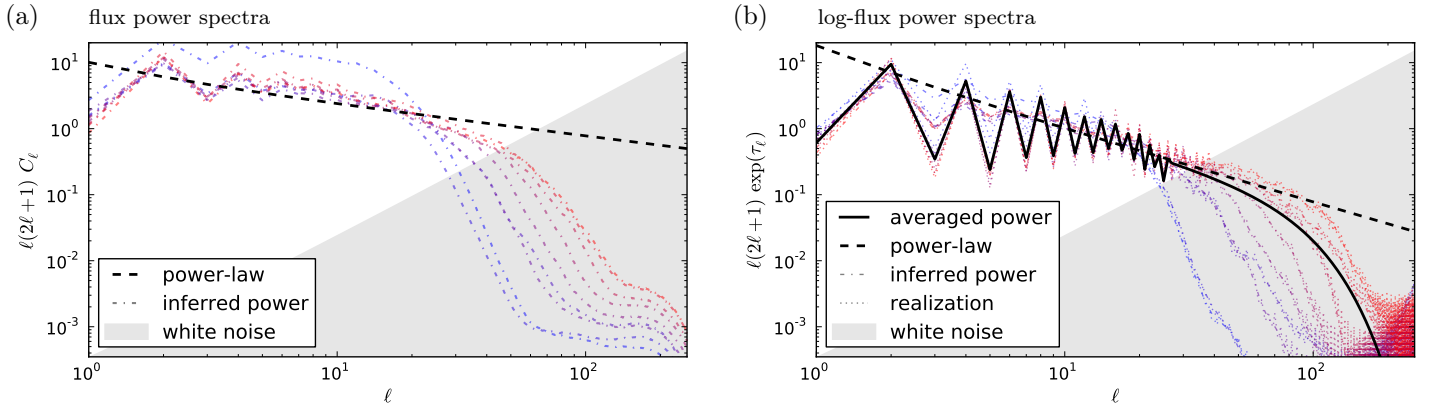 (a) flux power spectra
ℓ(2ℓ+1) C_ℓ
10^1
10^0
10^-1
10^-2
10^-3
power-law
inferred power
white noise
10^0 10^1 10^2
ℓ
(b) log-flux power spectra
ℓ(2ℓ+1) exp(τ_ℓ)
10^1
10^0
10^-1
10^-2
10^-3
averaged power
power-law
inferred power
realization
white noise
10^0 10^1 10^2
ℓ